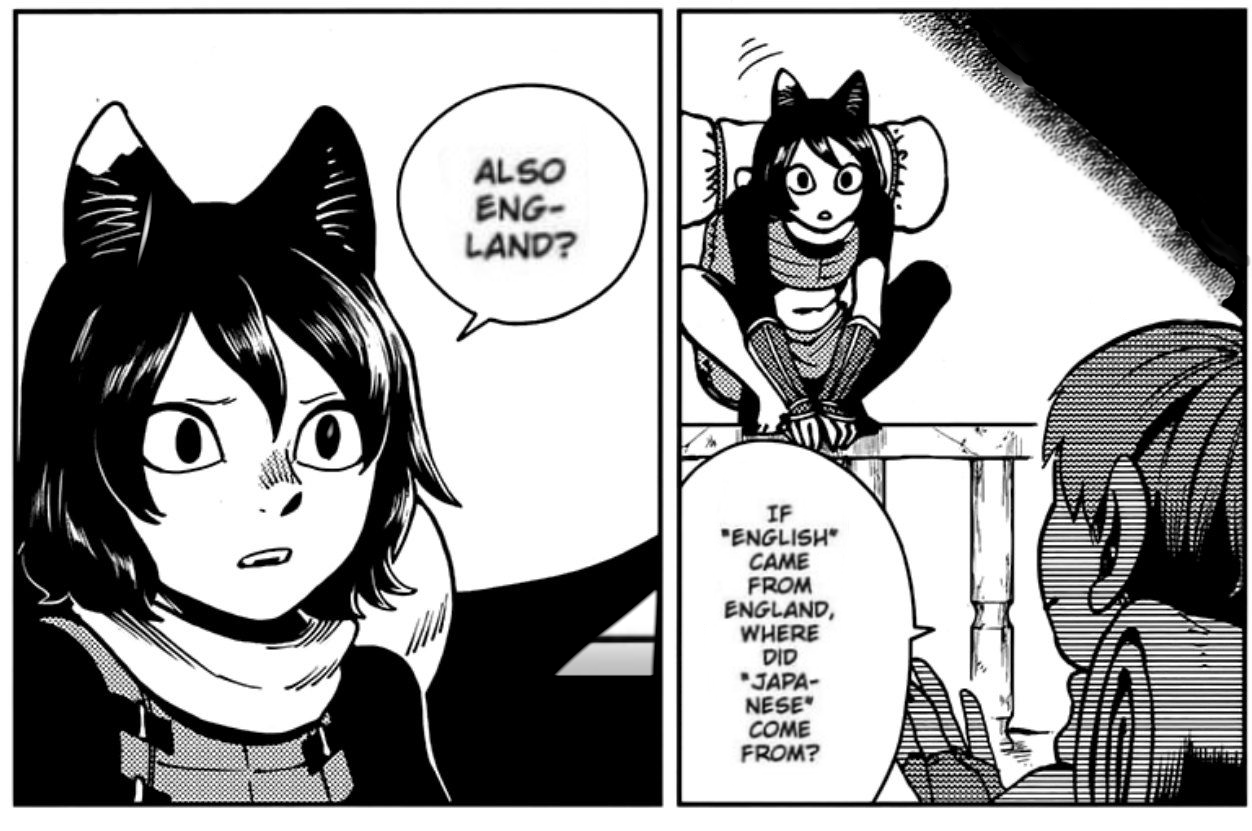 IF
"ENGLISH"
CAME
FROM
ENGLAND,
WHERE
DID
"JAPA-
NESE"
COME
FROM?
ALSO
ENG-
LAND?